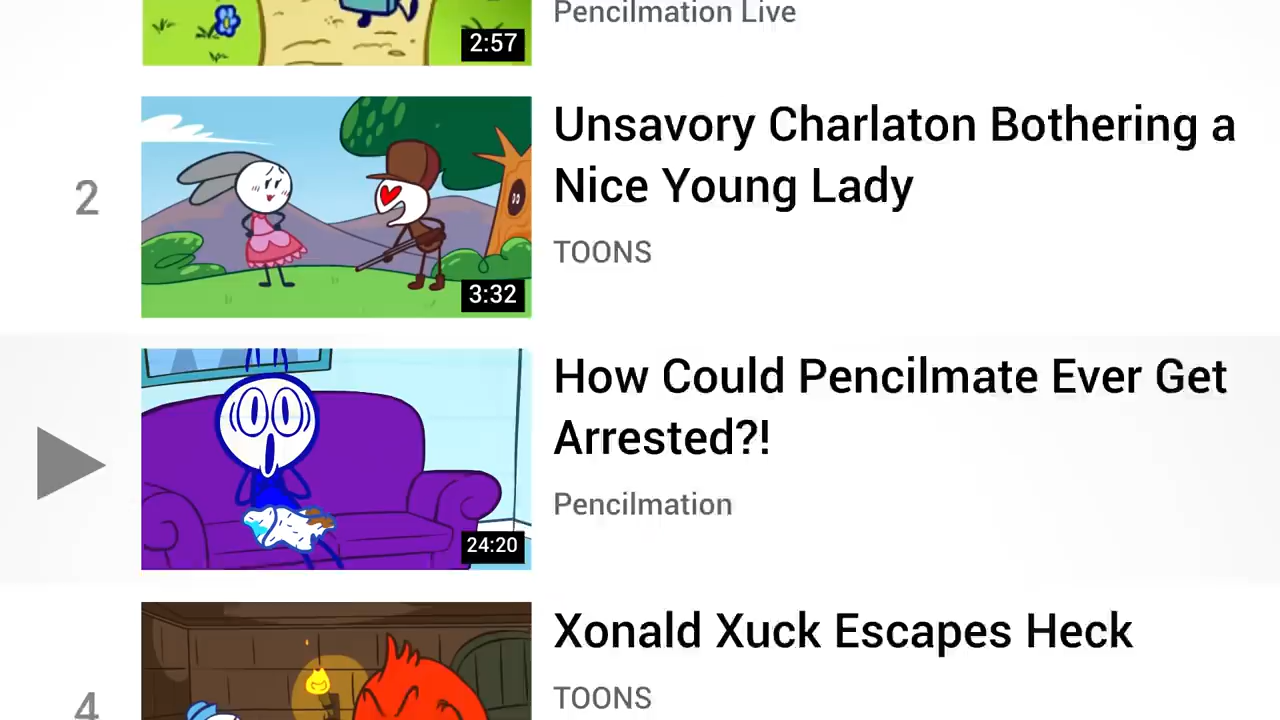 Pencilmation Live
2:57
2
Unsavory Charlaton Bothering a
Nice Young Lady
TOONS
3:32
How Could Pencilmate Ever Get
Arrested?!
Pencilmation
24:20
4
Xonald Xuck Escapes Heck
TOONS